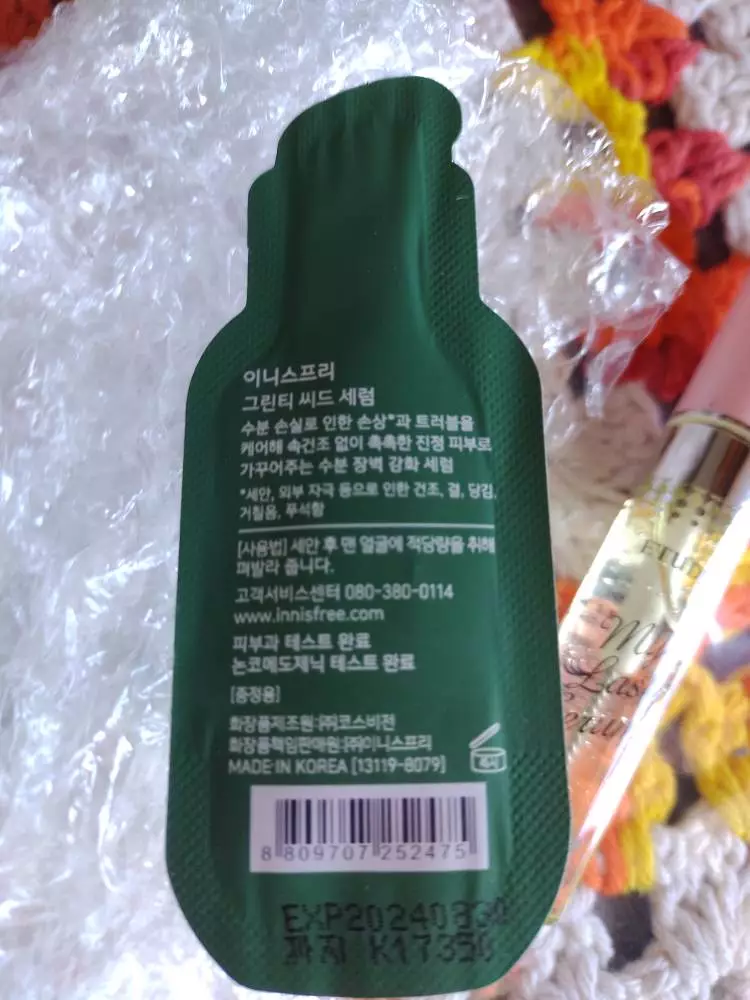 이니스프리
그린티 씨드 세럼
수분 손실로 인한 손상*과 트러블을
케어해 속건조 없이 촉촉한 진정 피부로
가꾸어주는 수분 장벽 강화 세럼
*세안, 외부 자극 등으로 인한 건조, 결, 당김,
거칠음, 푸석함
[사용법] 세안 후 맨 얼굴에 적당량을 취해
펴발라 줍니다.
고객서비스센터 080-380-0114
www.innisfree.com
피부과 테스트 완료
논코메도제닉 테스트 완료
[증정용]
화장품제조원:㈜코스비전
화장품책임판매원:㈜이니스프리
MADE IN KOREA [13119-8079]
8 809707 252475
EXP20240830
까지 K17350
ETUDE
My
Lash
Serum